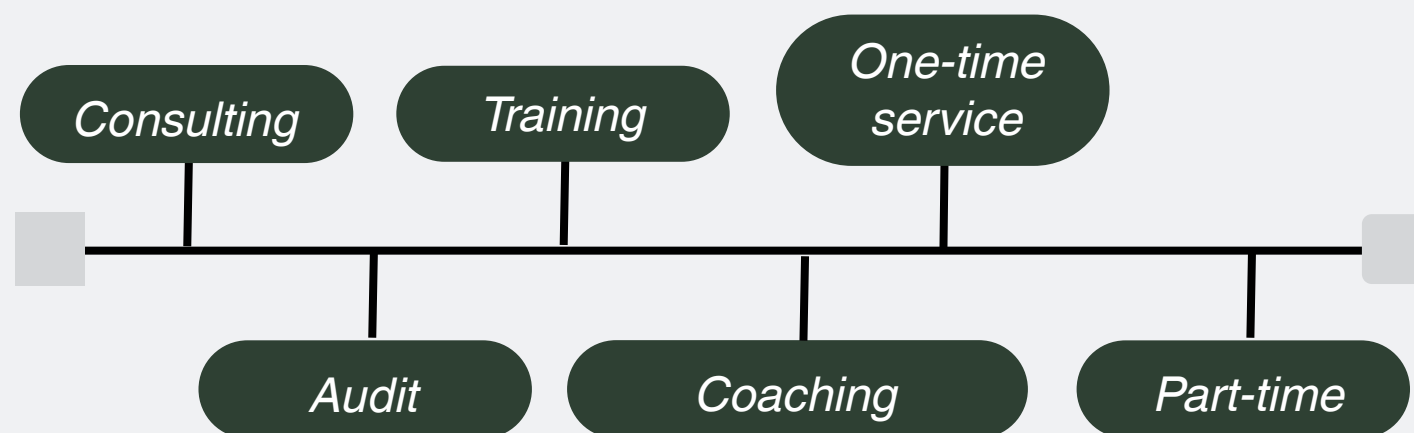 Consulting
Training
One-time
service
Audit
Coaching
Part-time